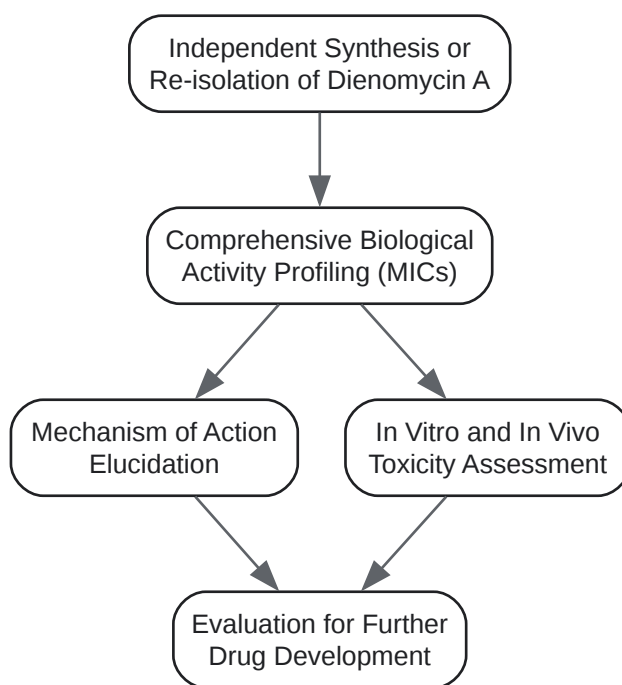 Independent Synthesis or
Re-isolation of Dienomycin A
Comprehensive Biological
Activity Profiling (MICs)
Mechanism of Action
Elucidation
In Vitro and In Vivo
Toxicity Assessment
Evaluation for Further
Drug Development